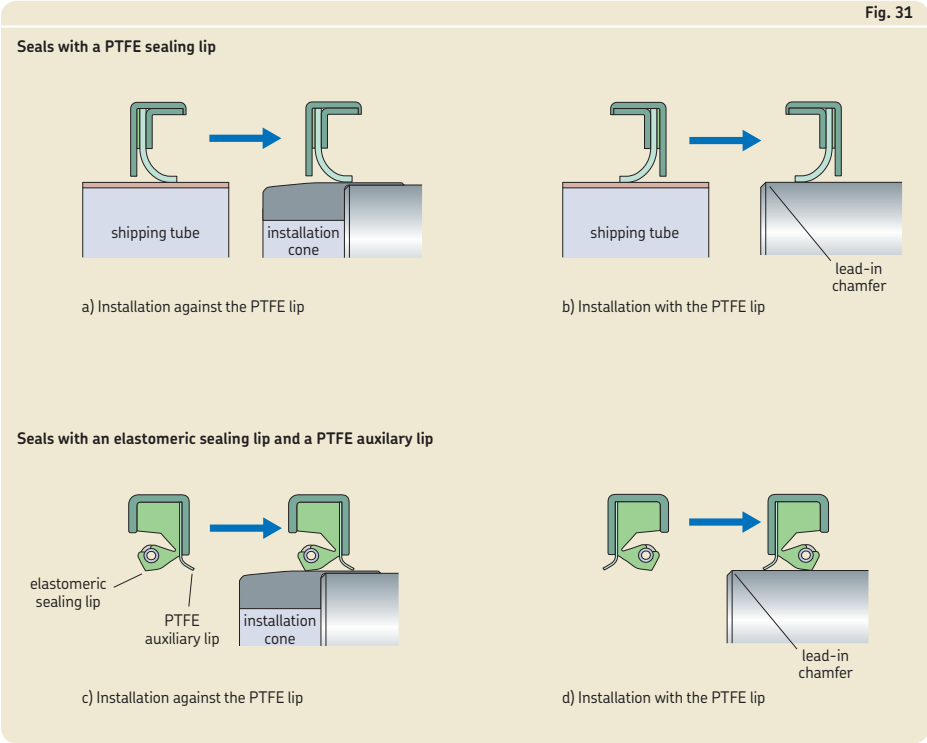 Fig. 31
Seals with a PTFE sealing lip
shipping tube
installation
cone
shipping tube
lead-in
chamfer
a) Installation against the PTFE lip
b) Installation with the PTFE lip
Seals with an elastomeric sealing lip and a PTFE auxilary lip
elastomeric
sealing lip
PTFE
auxiliary lip
installation
cone
lead-in
chamfer
c) Installation against the PTFE lip
d) Installation with the PTFE lip